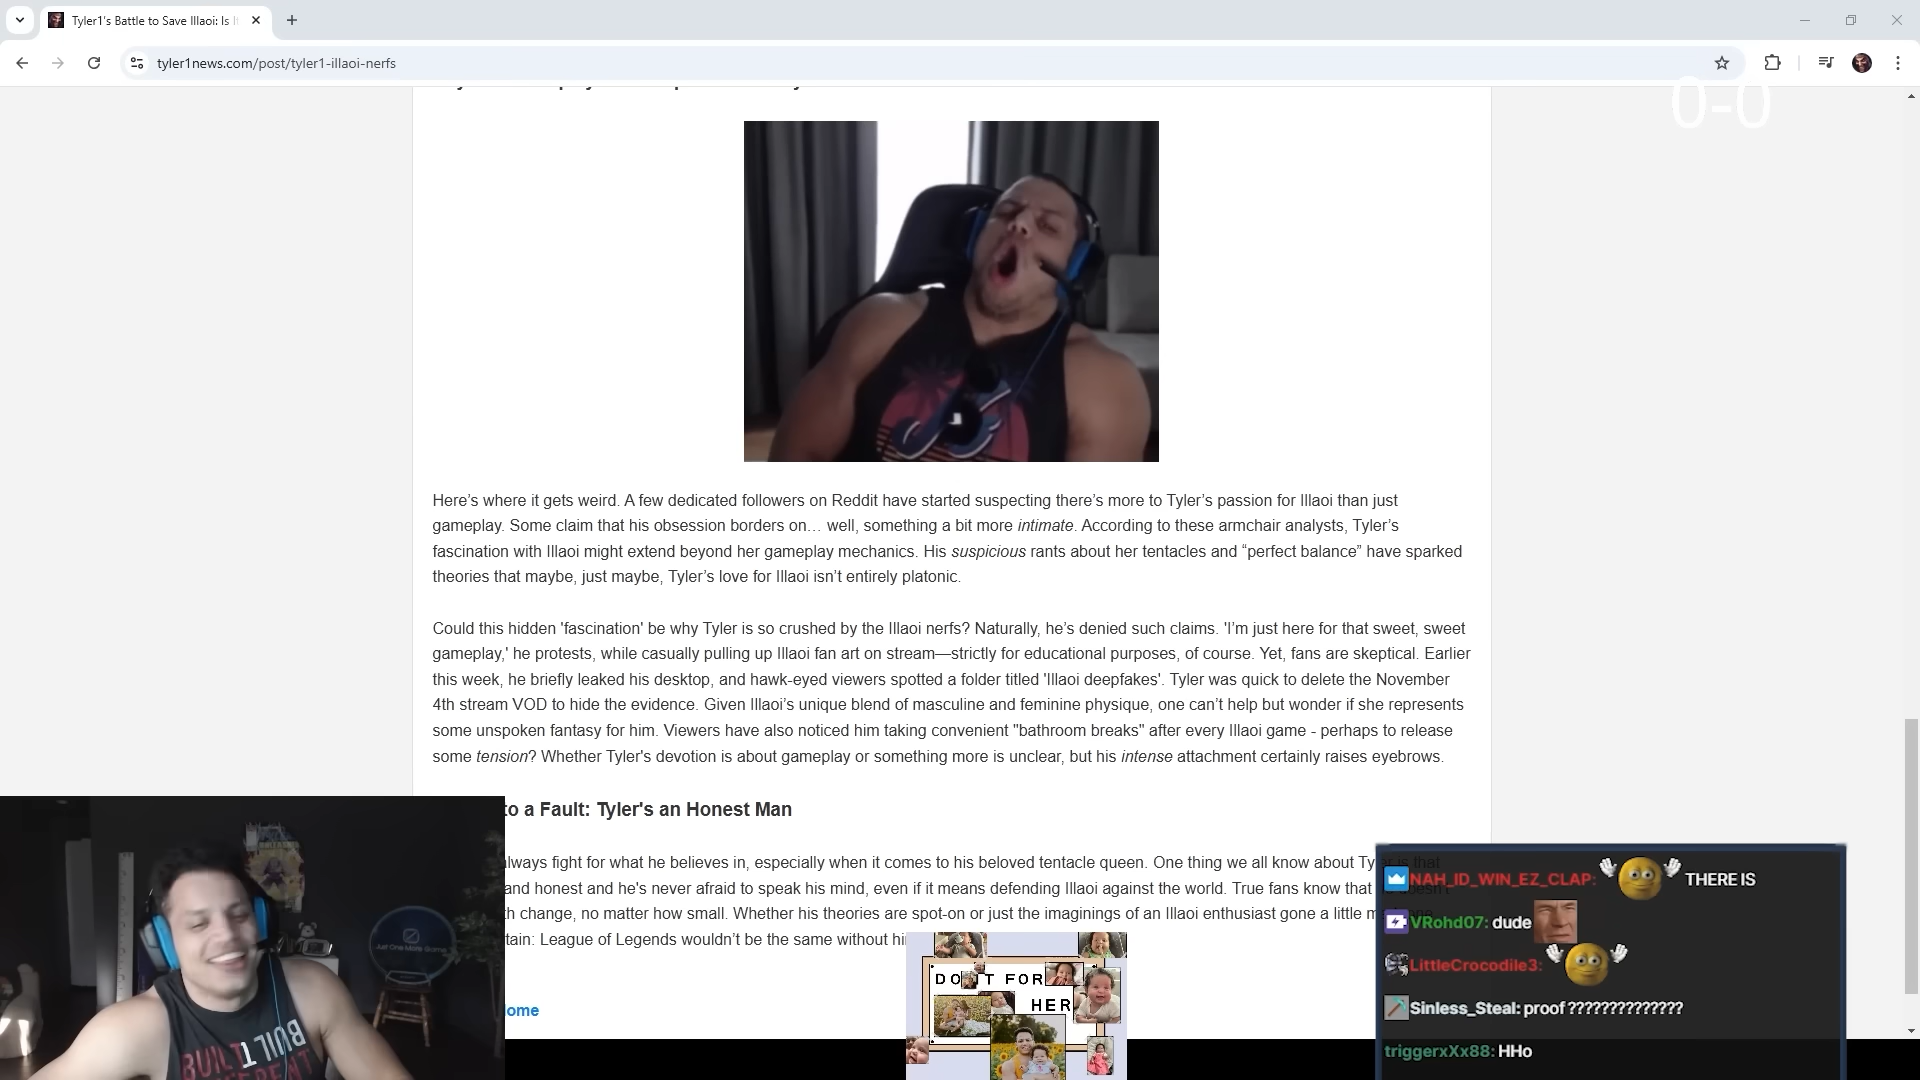 Tyler1's Battle to Save Illaoi: Is It
tyler1news.com/post/tyler1-illaoi-nerfs
0-0
Here’s where it gets weird. A few dedicated followers on Reddit have started suspecting there’s more to Tyler’s passion for Illaoi than just
gameplay. Some claim that his obsession borders on… well, something a bit more intimate. According to these armchair analysts, Tyler’s
fascination with Illaoi might extend beyond her gameplay mechanics. His suspicious rants about her tentacles and “perfect balance” have sparked
theories that maybe, just maybe, Tyler’s love for Illaoi isn’t entirely platonic.
Could this hidden 'fascination' be why Tyler is so crushed by the Illaoi nerfs? Naturally, he’s denied such claims. 'I’m just here for that sweet, sweet
gameplay,' he protests, while casually pulling up Illaoi fan art on stream—strictly for educational purposes, of course. Yet, fans are skeptical. Earlier
this week, he briefly leaked his desktop, and hawk-eyed viewers spotted a folder titled 'Illaoi deepfakes'. Tyler was quick to delete the November
4th stream VOD to hide the evidence. Given Illaoi’s unique blend of masculine and feminine physique, one can’t help but wonder if she represents
some unspoken fantasy for him. Viewers have also noticed him taking convenient "bathroom breaks" after every Illaoi game - perhaps to release
some tension? Whether Tyler's devotion is about gameplay or something more is unclear, but his intense attachment certainly raises eyebrows.
to a Fault: Tyler's an Honest Man
always fight for what he believes in, especially when it comes to his beloved tentacle queen. One thing we all know about Tyler is that
and honest and he's never afraid to speak his mind, even if it means defending Illaoi against the world. True fans know that
change, no matter how small. Whether his theories are spot-on or just the imaginings of an Illaoi enthusiast gone a little
tain: League of Legends wouldn’t be the same without hi
ome
Just One More Game
BUILT
DO IT FOR
HER
NAH_ID_WIN_EZ_CLAP: THERE IS
VRohd07: dude
LittleCrocodile3:
Sinless_Steal: proof ??????????????
triggerxXx88: HHo